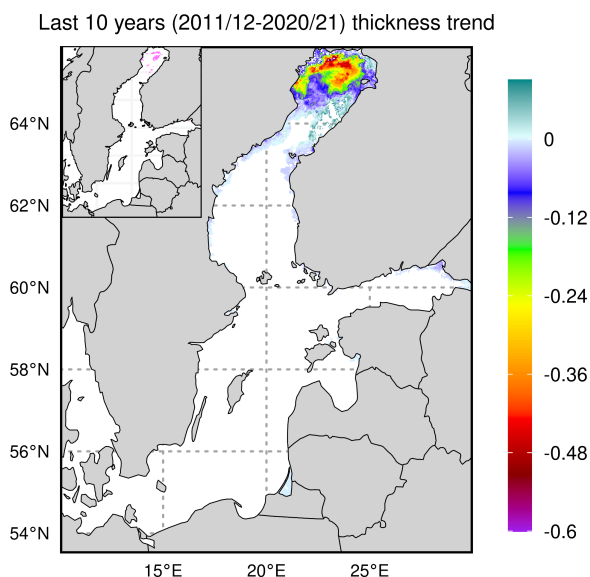 Last 10 years (2011/12-2020/21) thickness trend
64°N
62°N
60°N
58°N
56°N
54°N
15°E
20°E
25°E
0
-0.12
-0.24
-0.36
-0.48
-0.6